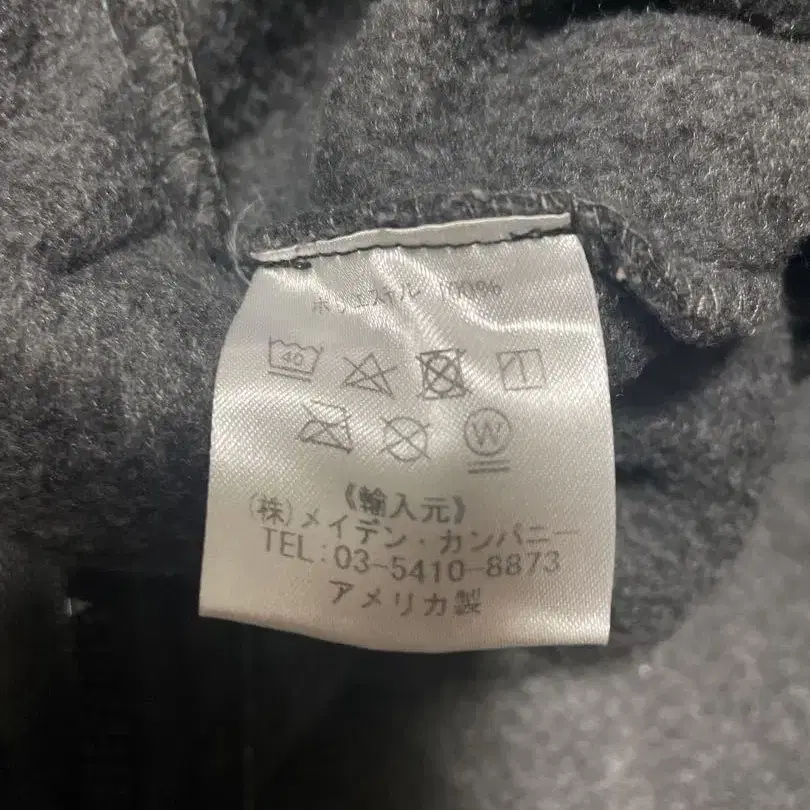 ポリエステル 100%
40
W
《輸入元》
(株)メイデン・カンパニー
TEL:03-5410-8873
アメリカ製